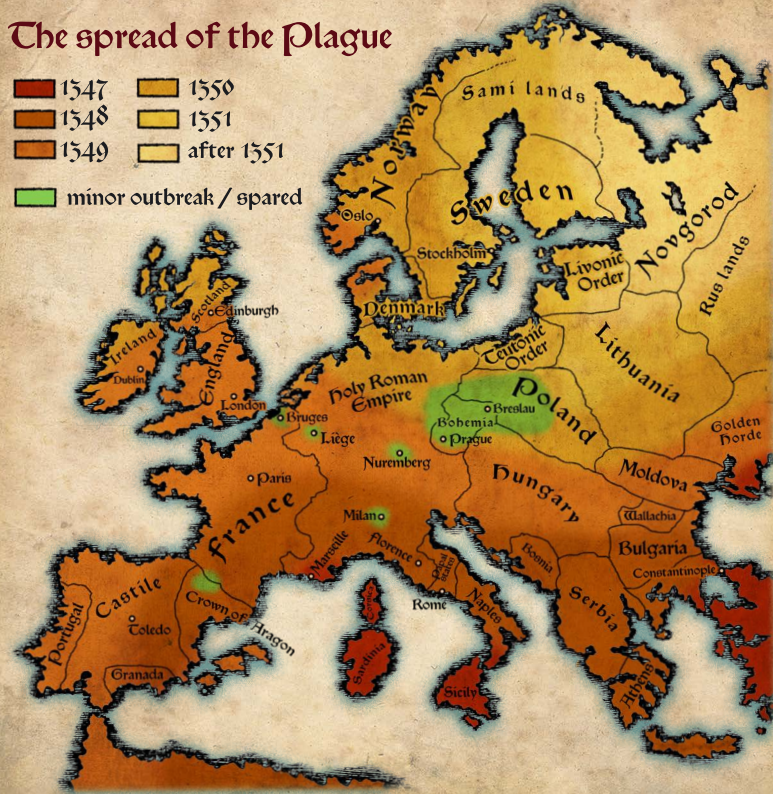 The spread of the Plague
1347
1348
1349
1350
1351
after 1351
minor outbreak / spared
Sami lands
Norway
Sweden
Oslo
Stockholm
Novgorod
Livonic
Order
Rus lands
Scotland
Edinburgh
Ireland
Dublin
England
London
Denmark
Teutonic
Order
Lithuania
Holy Roman
Empire
Poland
Breslau
Bohemia
Prague
Bruges
Liège
Nuremberg
Golden
Horde
Paris
France
Hungary
Moldova
Milan
Wallachia
Marseille
Florence
Papal
States
Bosnia
Bulgaria
Constantinople
Castile
Portugal
Toledo
Crown of Aragon
Granada
Corsica
Rome
Naples
Serbia
Sardinia
Sicily
Athens